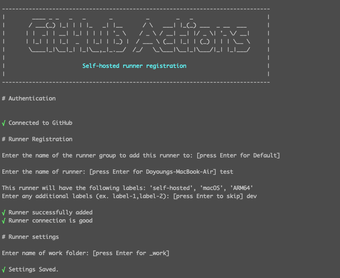 GitHub Actions
Self-hosted runner registration
# Authentication
√ Connected to GitHub
# Runner Registration
Enter the name of the runner group to add this runner to: [press Enter for Default]
Enter the name of runner: [press Enter for Doyoungs-MacBook-Air] test
This runner will have the following labels: 'self-hosted', 'macOS', 'ARM64'
Enter any additional labels (ex. label-1,label-2): [press Enter to skip] dev
√ Runner successfully added
√ Runner connection is good
# Runner settings
Enter name of work folder: [press Enter for _work]
√ Settings Saved.